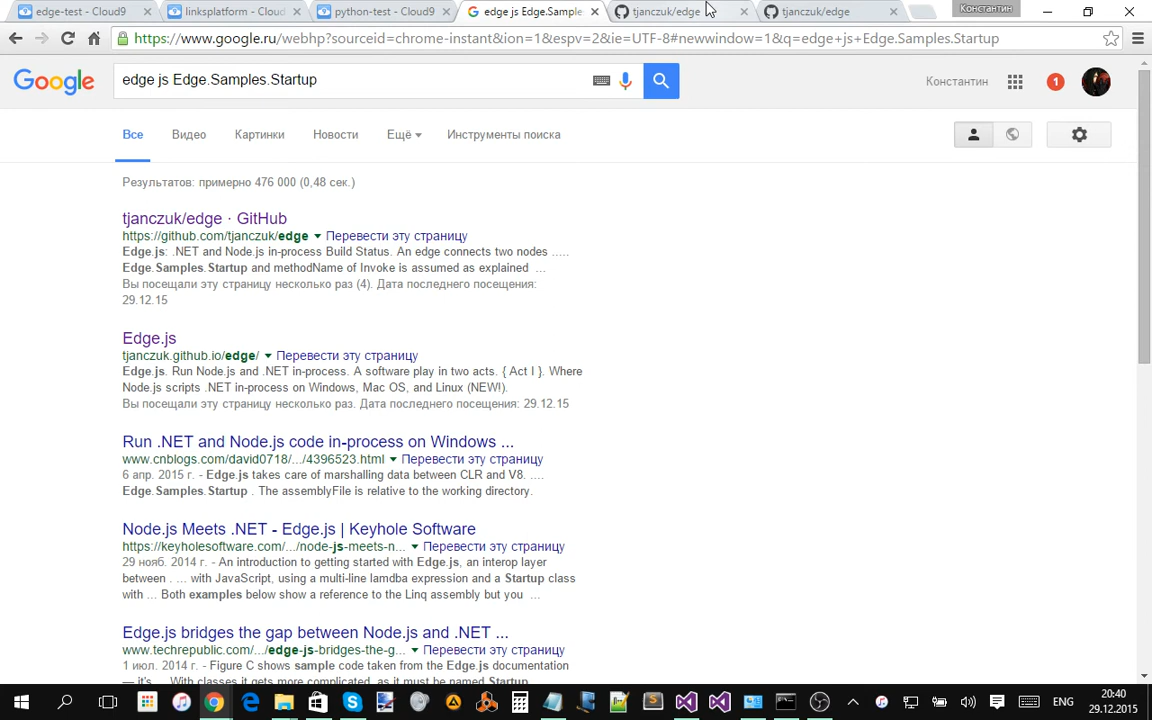 edge-test - Cloud9
linksplatform - Cloud
python-test - Cloud9
edge js Edge.Sample
tjanczuk/edge
tjanczuk/edge
Константин
https://www.google.ru/webhp?sourceid=chrome-instant&ion=1&espv=2&ie=UTF-8#newwindow=1&q=edge+js+Edge.Samples.Startup
Google
edge js Edge.Samples.Startup
Константин
1
Все
Видео
Картинки
Новости
Ещё
Инструменты поиска
Результатов: примерно 476 000 (0,48 сек.)
tjanczuk/edge · GitHub
https://github.com/tjanczuk/edge Перевести эту страницу
Edge.js: .NET and Node.js in-process Build Status. An edge connects two nodes .....
Edge.Samples.Startup and methodName of Invoke is assumed as explained ...
Вы посещали эту страницу несколько раз (4). Дата последнего посещения:
29.12.15
Edge.js
tjanczuk.github.io/edge/ Перевести эту страницу
Edge.js. Run Node.js and .NET in-process. A software play in two acts. { Act I }. Where
Node.js scripts .NET in-process on Windows, Mac OS, and Linux (NEW!).
Вы посещали эту страницу несколько раз. Дата последнего посещения: 29.12.15
Run .NET and Node.js code in-process on Windows ...
www.cnblogs.com/david0718/.../4396523.html Перевести эту страницу
6 апр. 2015 г. - Edge.js takes care of marshalling data between CLR and V8. ....
Edge.Samples.Startup . The assemblyFile is relative to the working directory.
Node.js Meets .NET - Edge.js | Keyhole Software
https://keyholesoftware.com/.../node-js-meets-n... Перевести эту страницу
29 нояб. 2014 г. - An introduction to getting started with Edge.js, an interop layer
between . ... with JavaScript, using a multi-line lamdba expression and a Startup class
with ... Both examples below show a reference to the Linq assembly but you ...
Edge.js bridges the gap between Node.js and .NET ...
www.techrepublic.com/.../edge-js-bridges-the-g... Перевести эту страницу
1 июл. 2014 г. - Figure C shows sample code taken from the Edge.js documentation
— it's ... With classes it gets more complicated, as it must be named Startup
ENG
20:40
29.12.2015